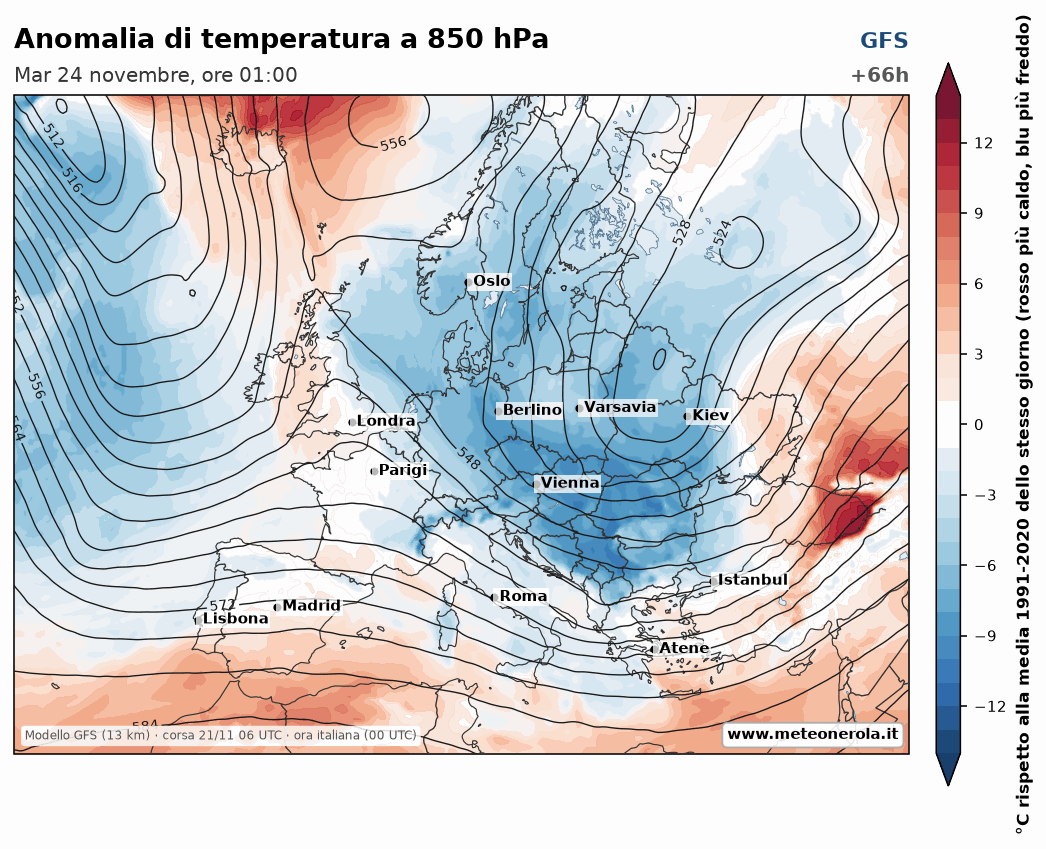 Anomalia di temperatura a 850 hPa
GFS
Mar 24 novembre, ore 01:00
+66h
512
516
556
528
524
556
548
572
584
Oslo
Berlino
Varsavia
Kiev
Londra
Parigi
Vienna
Istanbul
Roma
Madrid
Lisbona
Atene
Modello GFS (13 km) · corsa 21/11 06 UTC · ora italiana (00 UTC)
www.meteonerola.it
12
9
6
3
0
−3
−6
−9
−12
°C rispetto alla media 1991-2020 dello stesso giorno (rosso più caldo, blu più freddo)